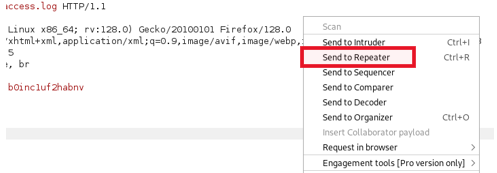 access.log HTTP/1.1
Linux x86_64; rv:128.0) Gecko/20100101 Firefox/128.0
xhtml+xml,application/xml;q=0.9,image/avif,image/webp,
5
, br
b0inc1uf2habnv
Scan
Send to Intruder Ctrl+I
Send to Repeater Ctrl+R
Send to Sequencer
Send to Comparer
Send to Decoder
Send to Organizer Ctrl+O
Insert Collaborator payload
Request in browser >
Engagement tools [Pro version only] >